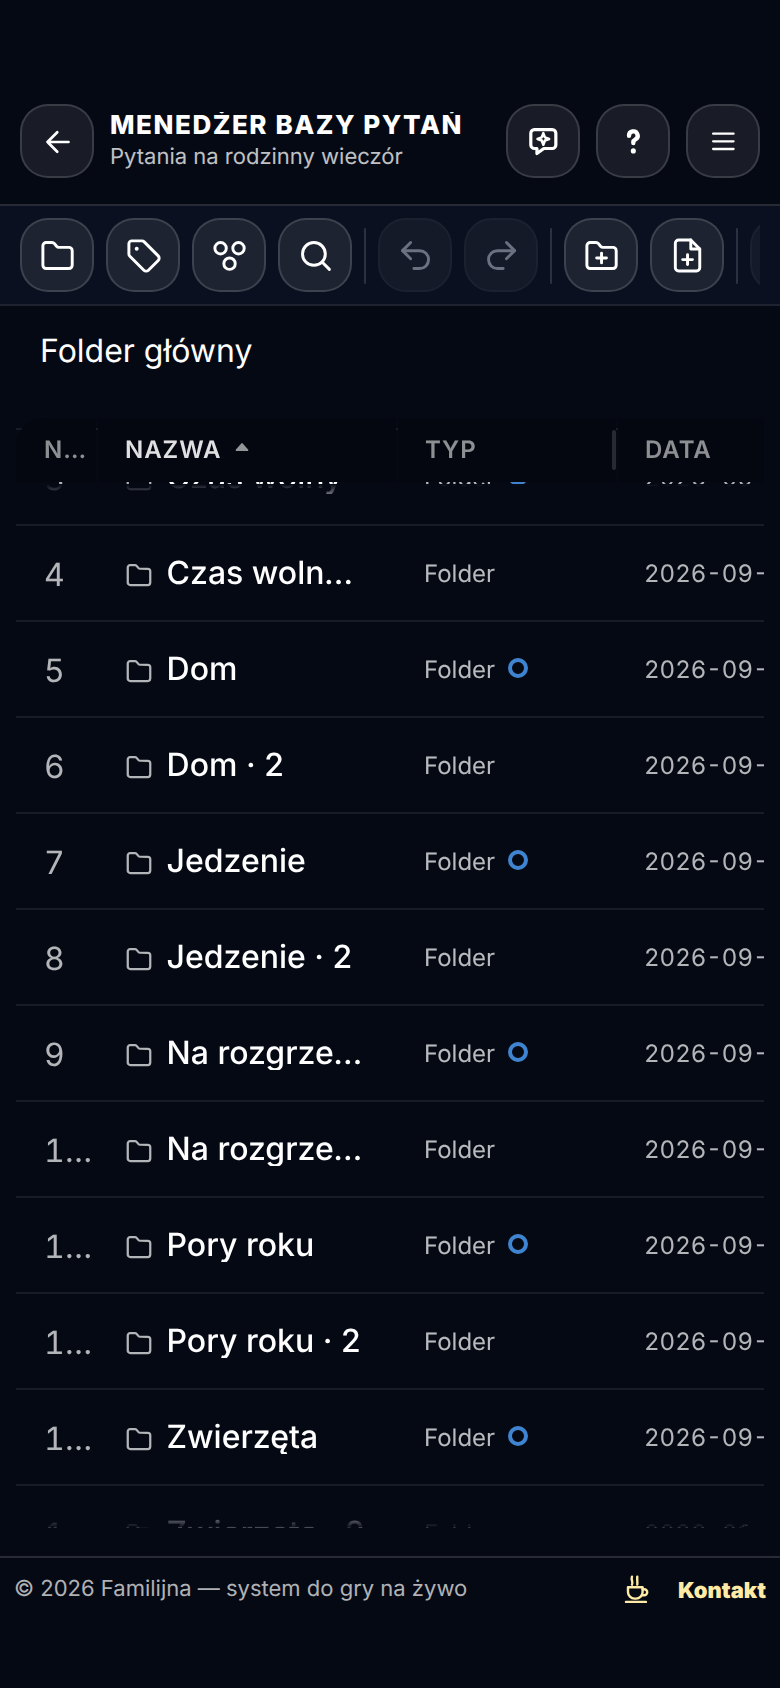 MENEDŻER BAZY PYTAŃ
Pytania na rodzinny wieczór
?
Folder główny
N... NAZWA TYP DATA
4 Czas woln... Folder 2026-09-
5 Dom Folder 2026-09-
6 Dom · 2 Folder 2026-09-
7 Jedzenie Folder 2026-09-
8 Jedzenie · 2 Folder 2026-09-
9 Na rozgrze... Folder 2026-09-
1... Na rozgrze... Folder 2026-09-
1... Pory roku Folder 2026-09-
1... Pory roku · 2 Folder 2026-09-
1... Zwierzęta Folder 2026-09-
© 2026 Familijna — system do gry na żywo Kontakt